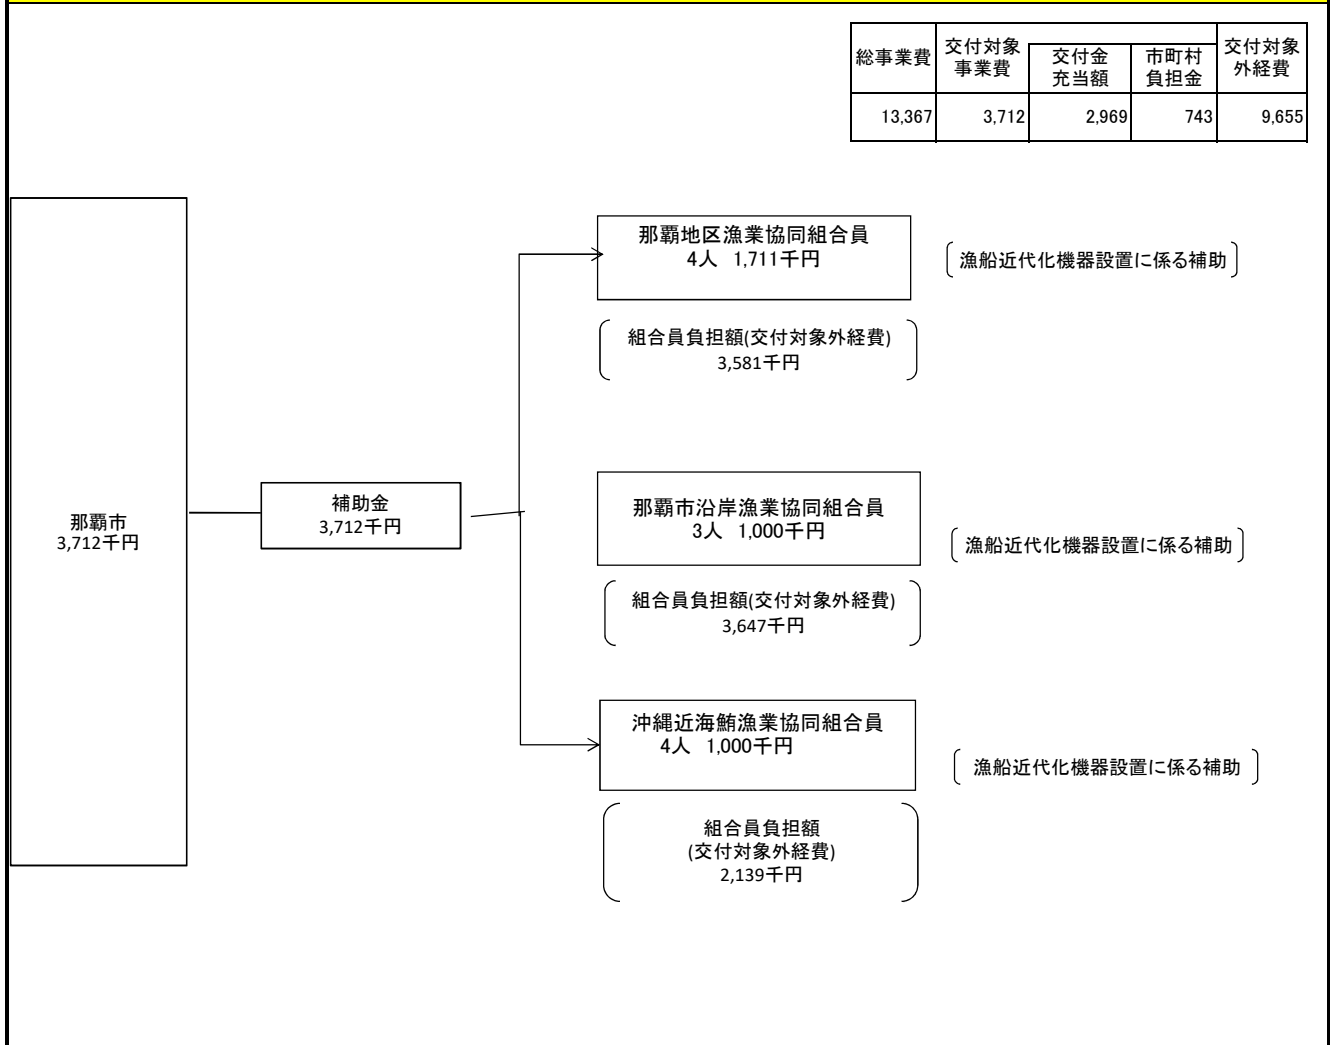 総事業費
交付対象
事業費
交付金
充当額
市町村
負担金
交付対象
外経費
13,367
3,712
2,969
743
9,655
那覇市
3,712千円
補助金
3,712千円
那覇地区漁業協同組合員
4人 1,711千円
漁船近代化機器設置に係る補助
組合員負担額(交付対象外経費)
3,581千円
那覇市沿岸漁業協同組合員
3人 1,000千円
漁船近代化機器設置に係る補助
組合員負担額(交付対象外経費)
3,647千円
沖縄近海鮪漁業協同組合員
4人 1,000千円
漁船近代化機器設置に係る補助
組合員負担額
(交付対象外経費)
2,139千円